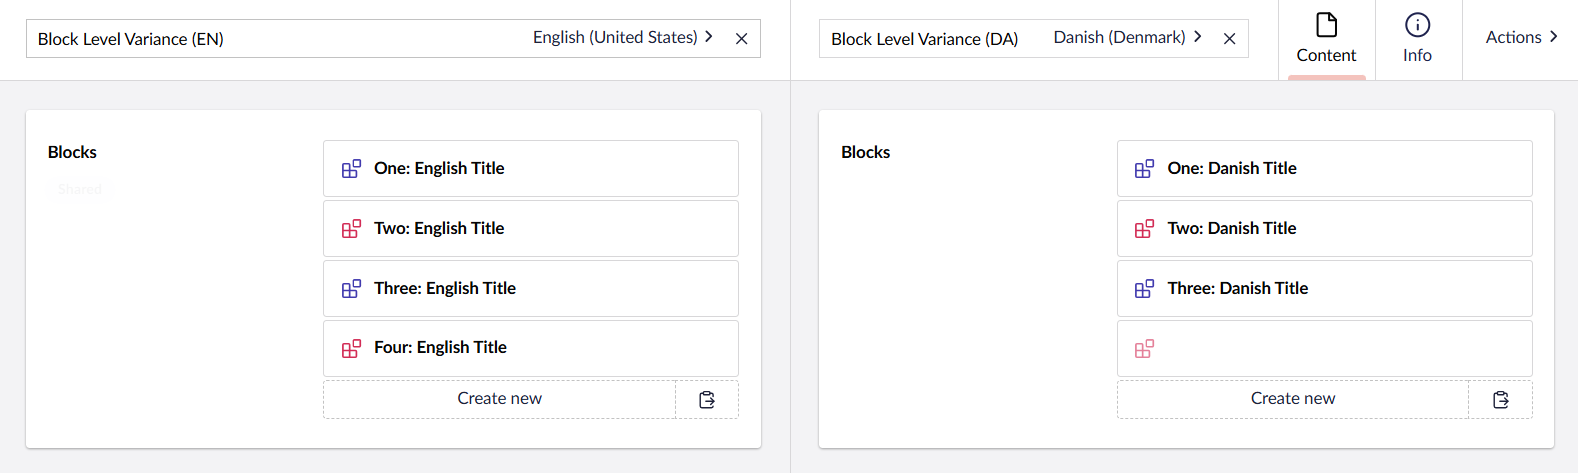 Block Level Variance (EN)
English (United States)
Blocks
Shared
One: English Title
Two: English Title
Three: English Title
Four: English Title
Create new
Block Level Variance (DA)
Danish (Denmark)
Content
Info
Actions
Blocks
One: Danish Title
Two: Danish Title
Three: Danish Title
Create new